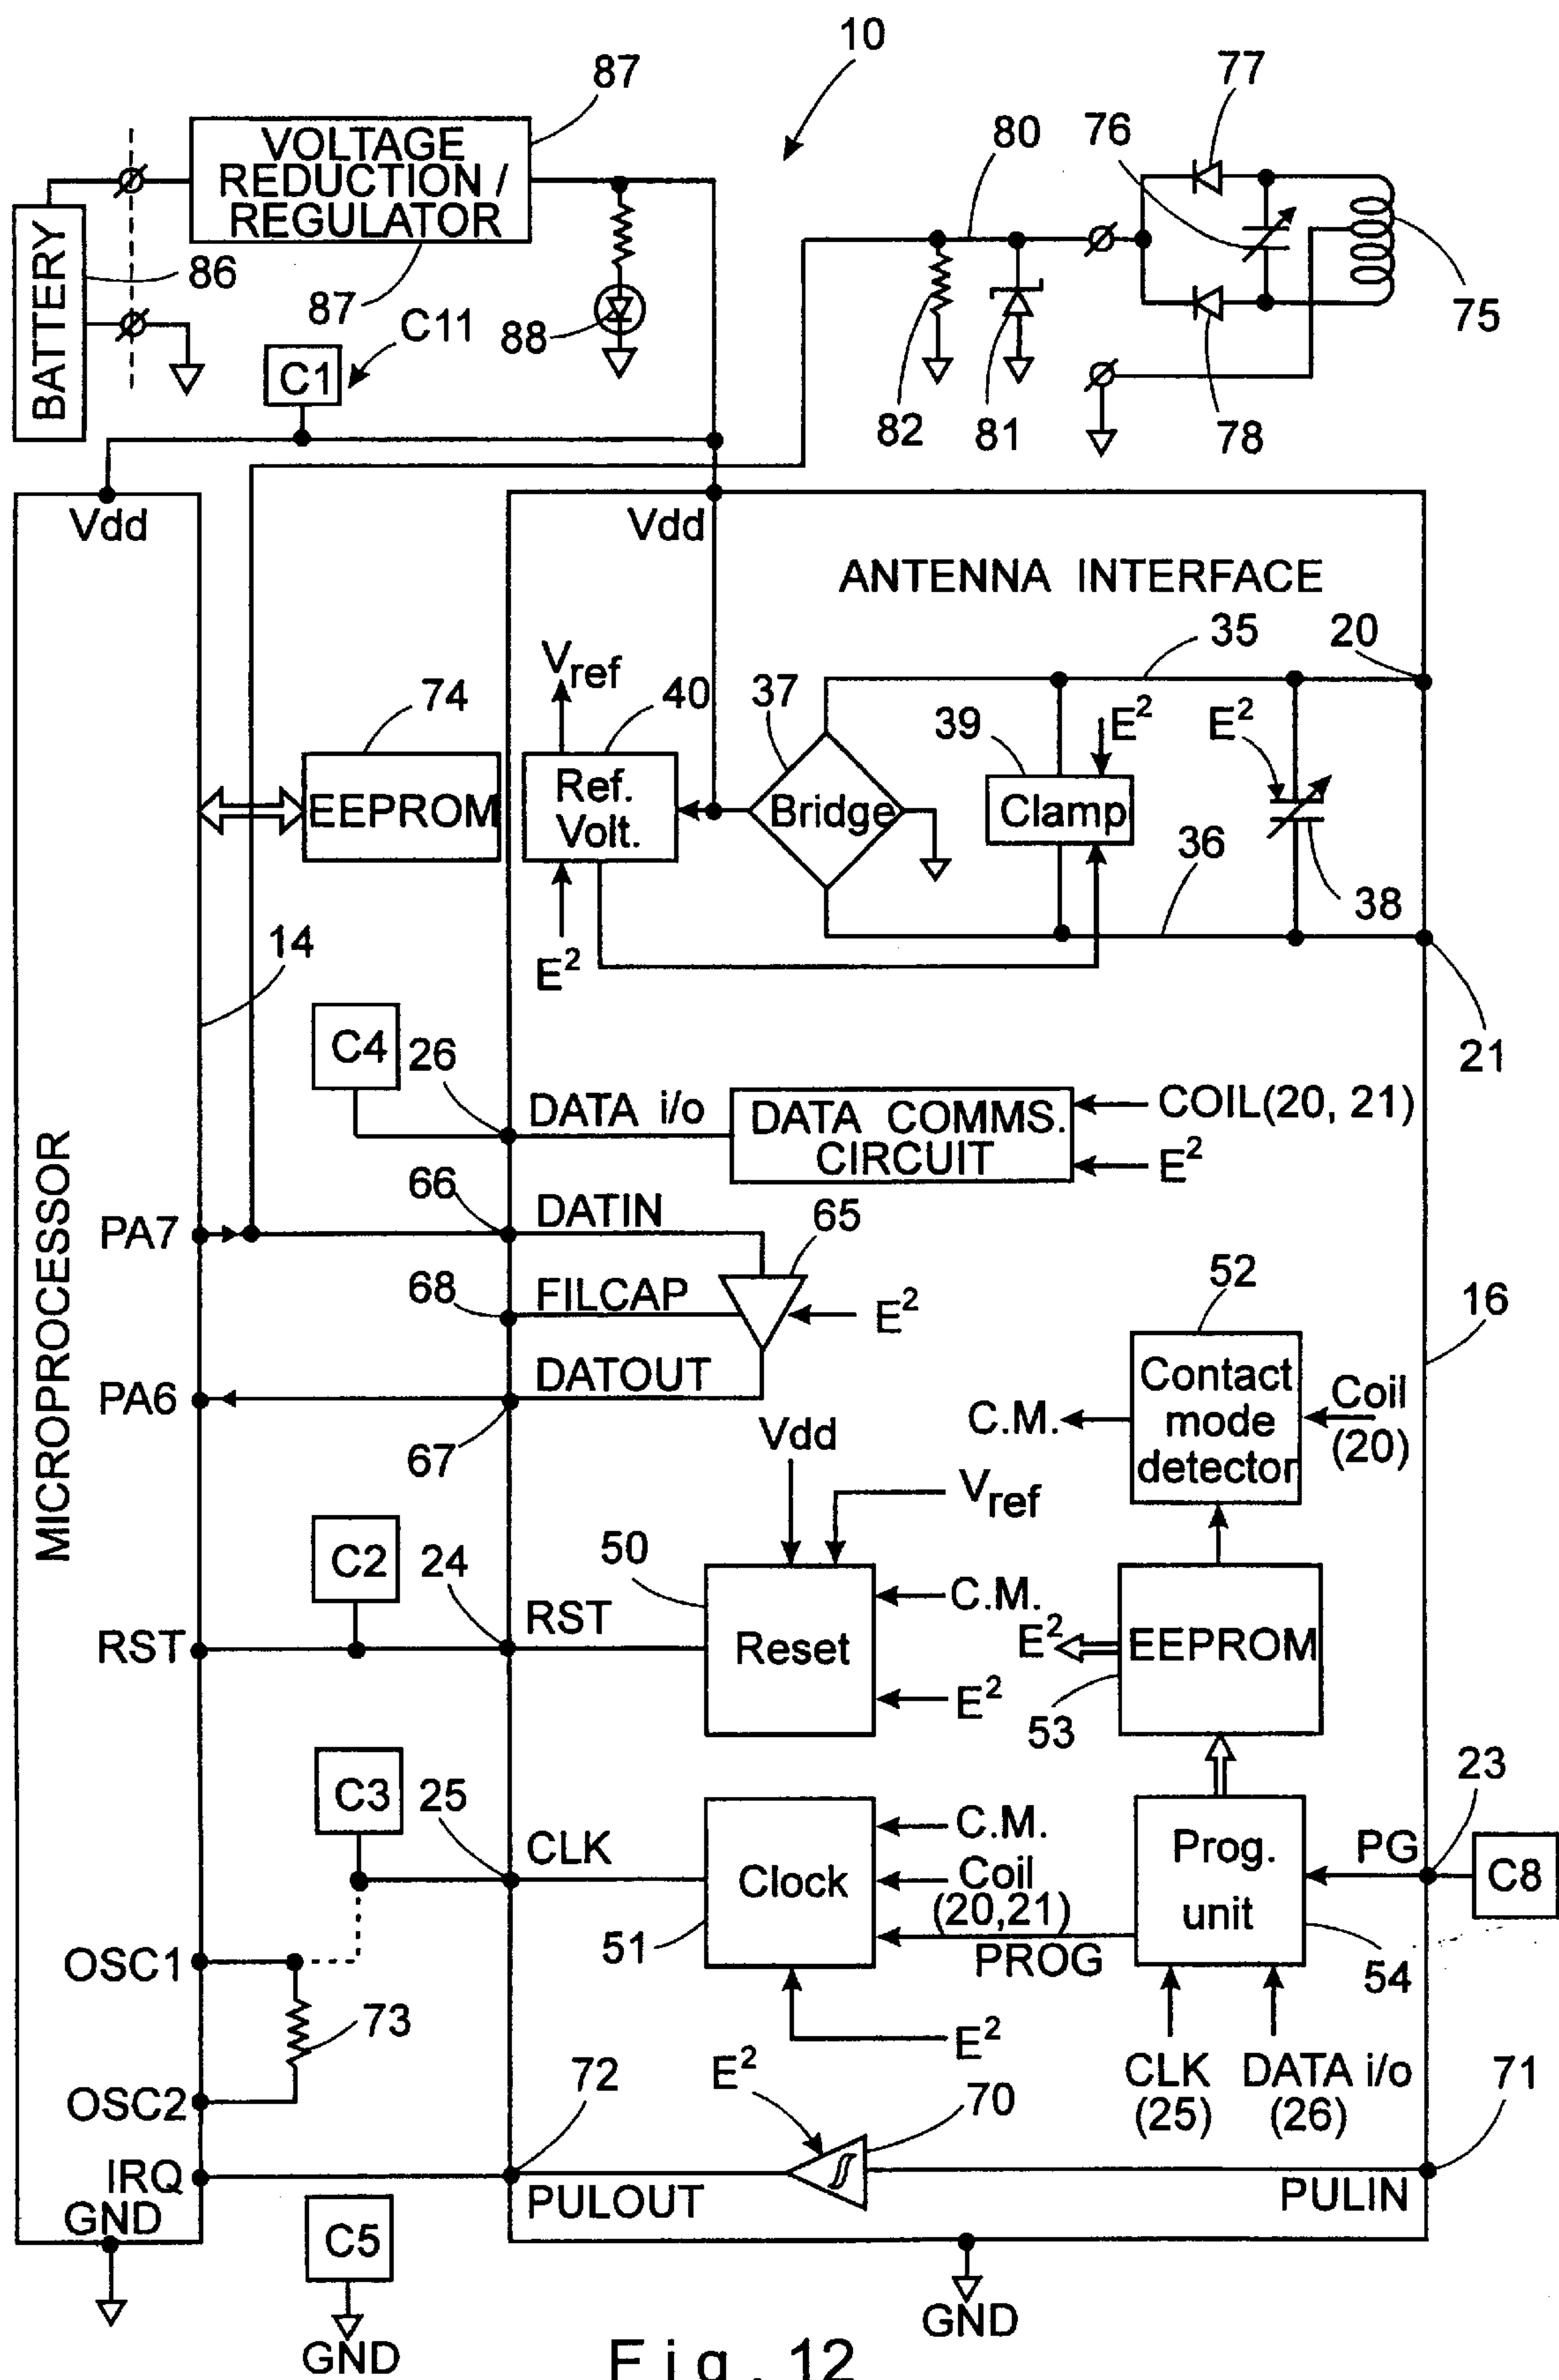 10
87
77
VOLTAGE
REDUCTION /
REGULATOR
80
76
BATTERY
86
87
C11
88
C1
82
81
78
75
Vdd
Vdd
ANTENNA INTERFACE
35
20
Vref
74
40
37
39
E2
E2
EEPROM
Ref.
Volt.
Bridge
Clamp
36
38
E2
14
21
C4
26
DATA i/o
DATA COMMS.
CIRCUIT
COIL(20, 21)
E2
MICROPROCESSOR
66
DATIN
65
PA7
68
FILCAP
E2
52
16
DATOUT
PA6
67
Contact
mode
detector
C.M.
Coil
(20)
Vdd
Vref
C2
24
50
RST
RST
Reset
C.M.
E2
E2
EEPROM
53
C3
25
CLK
Clock
51
C.M.
Coil
(20,21)
PROG
E2
Prog.
unit
PG
23
C8
54
OSC1
73
OSC2
CLK
(25)
DATA i/o
(26)
71
72
E2
70
IRQ
PULOUT
PULIN
GND
C5
GND
GND
Fig. 12